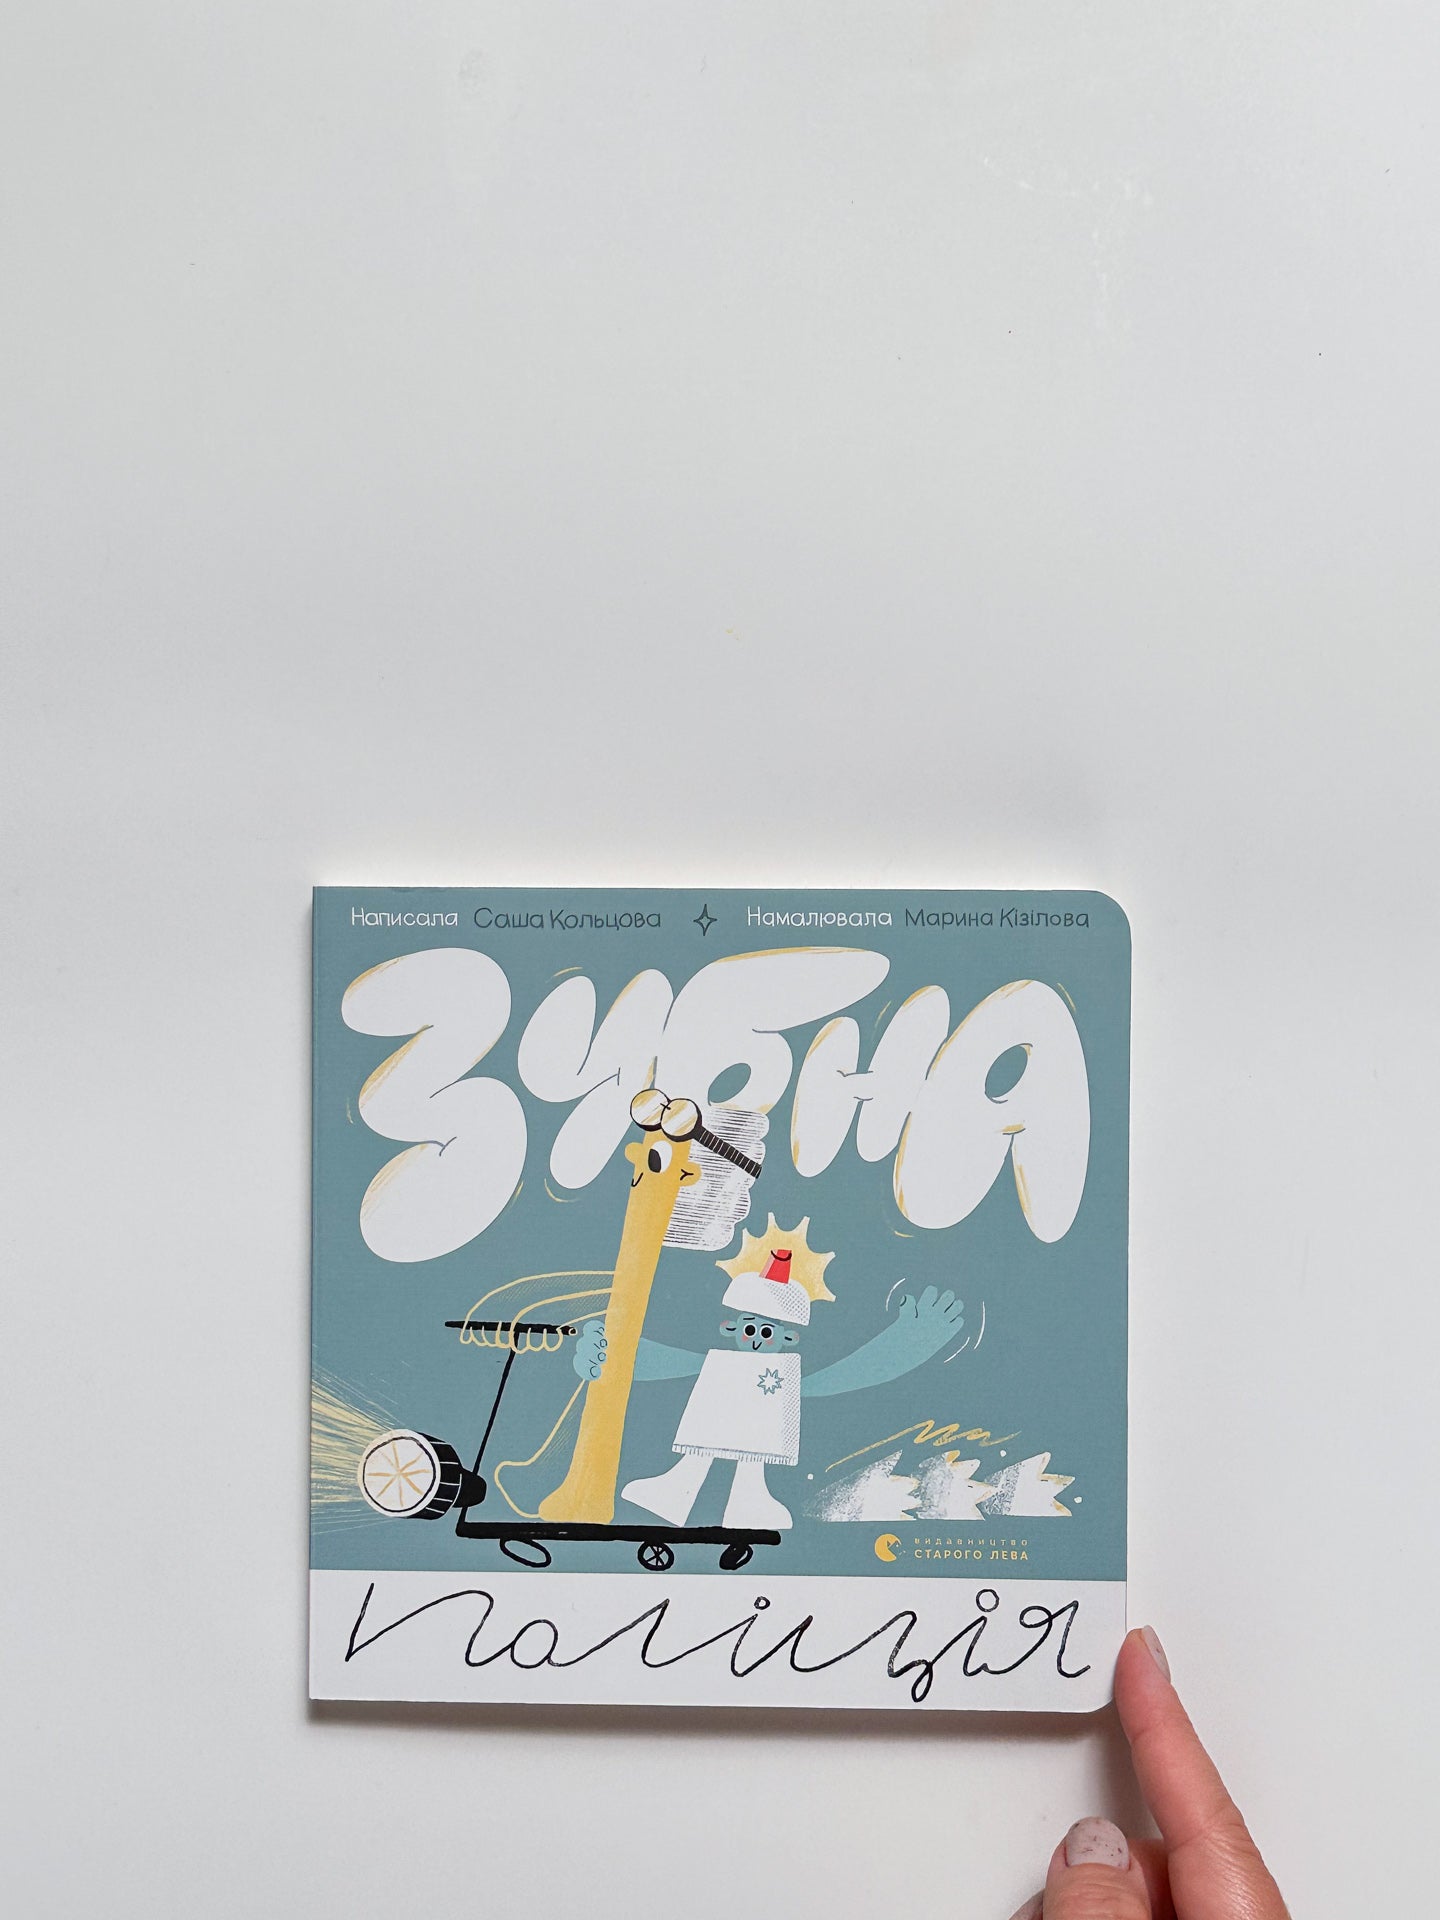 Написала Саша Кольцова Намалювала Марина Кізілова
ЗУБНА
видавництво
СТАРОГО ЛЕВА
поліція